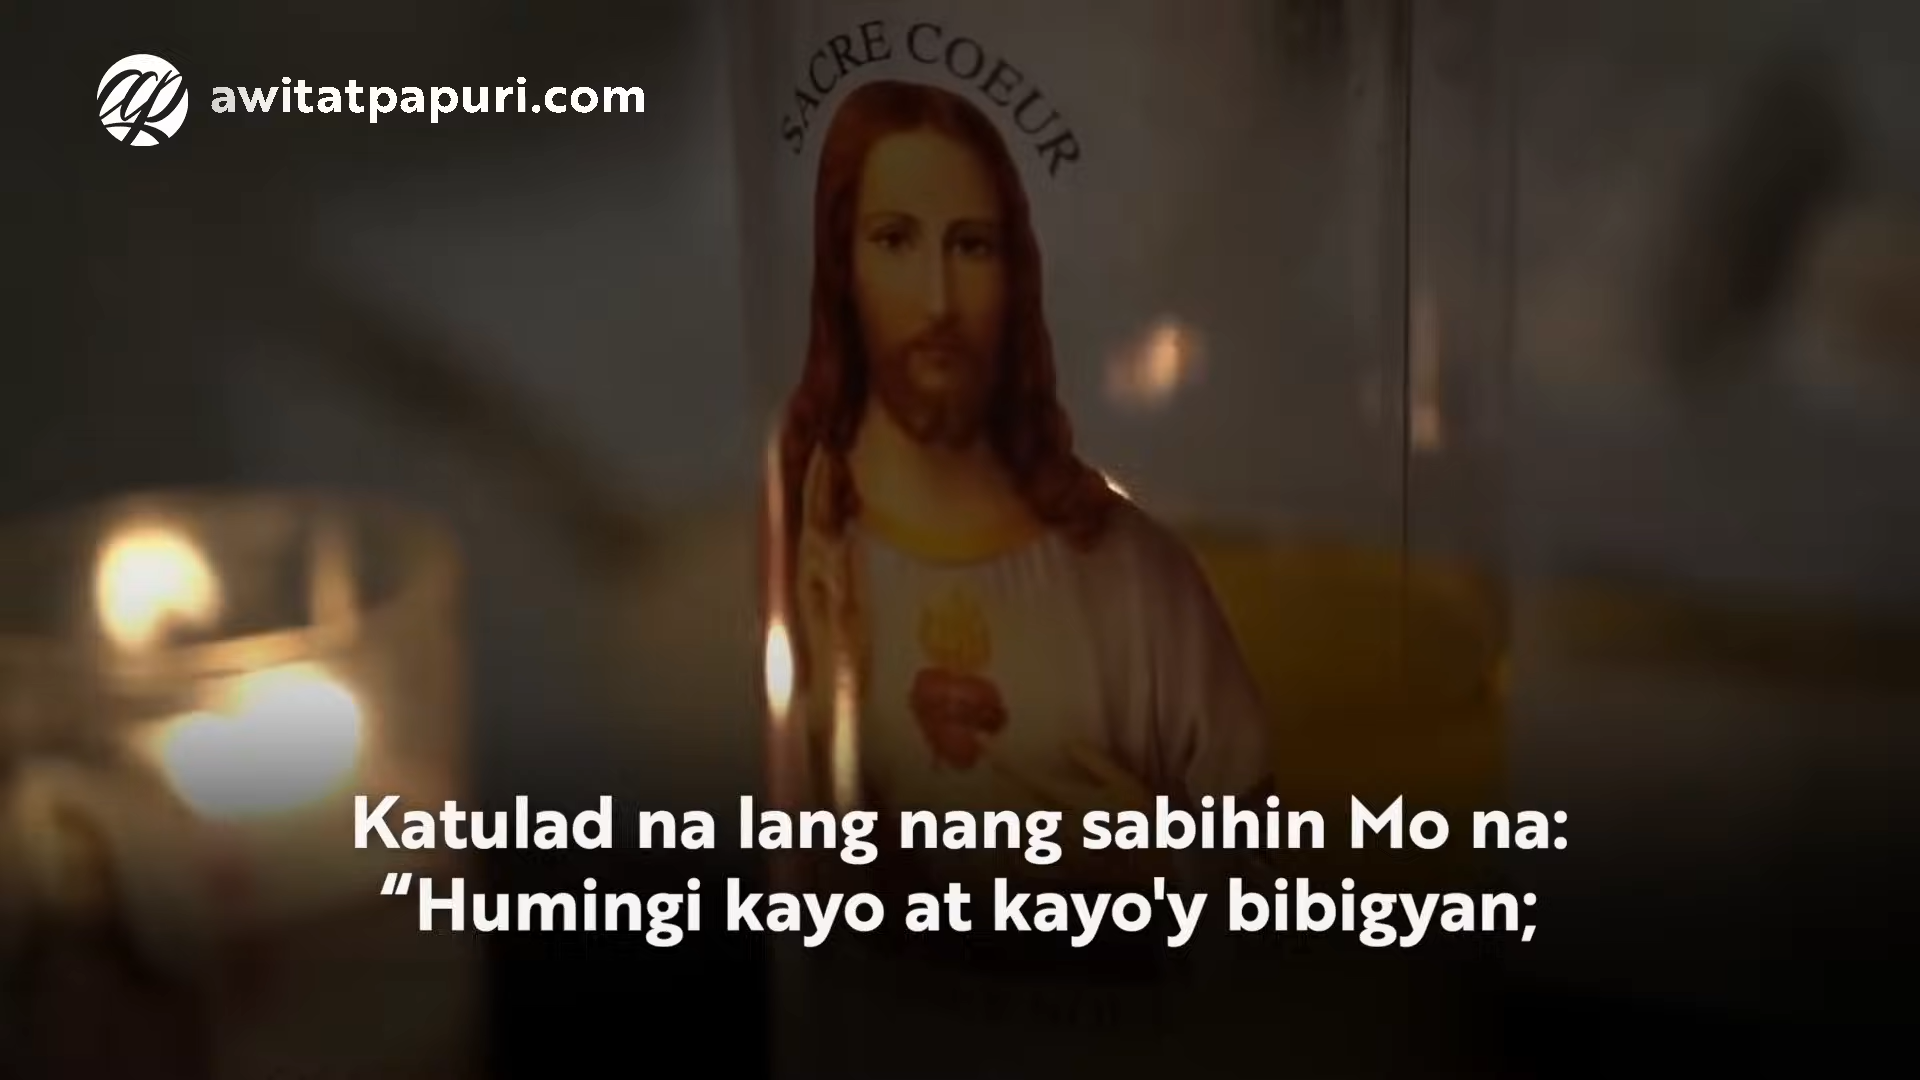 SACRE COEUR
awitatpapuri.com
Katulad na lang nang sabihin Mo na:
“Humingi kayo at kayo'y bibigyan;